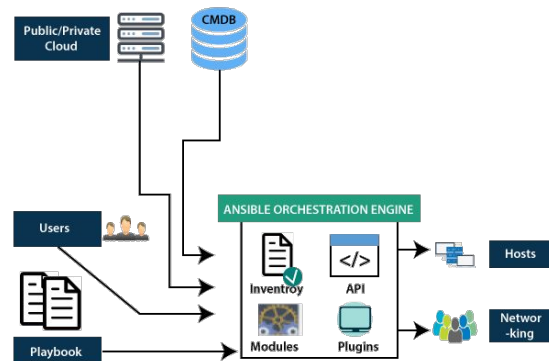 Public/Private
Cloud
CMDB
Users
ANSIBLE ORCHESTRATION ENGINE
</>
Inventroy
API
Modules
Plugins
Playbook
Hosts
Networ
-king